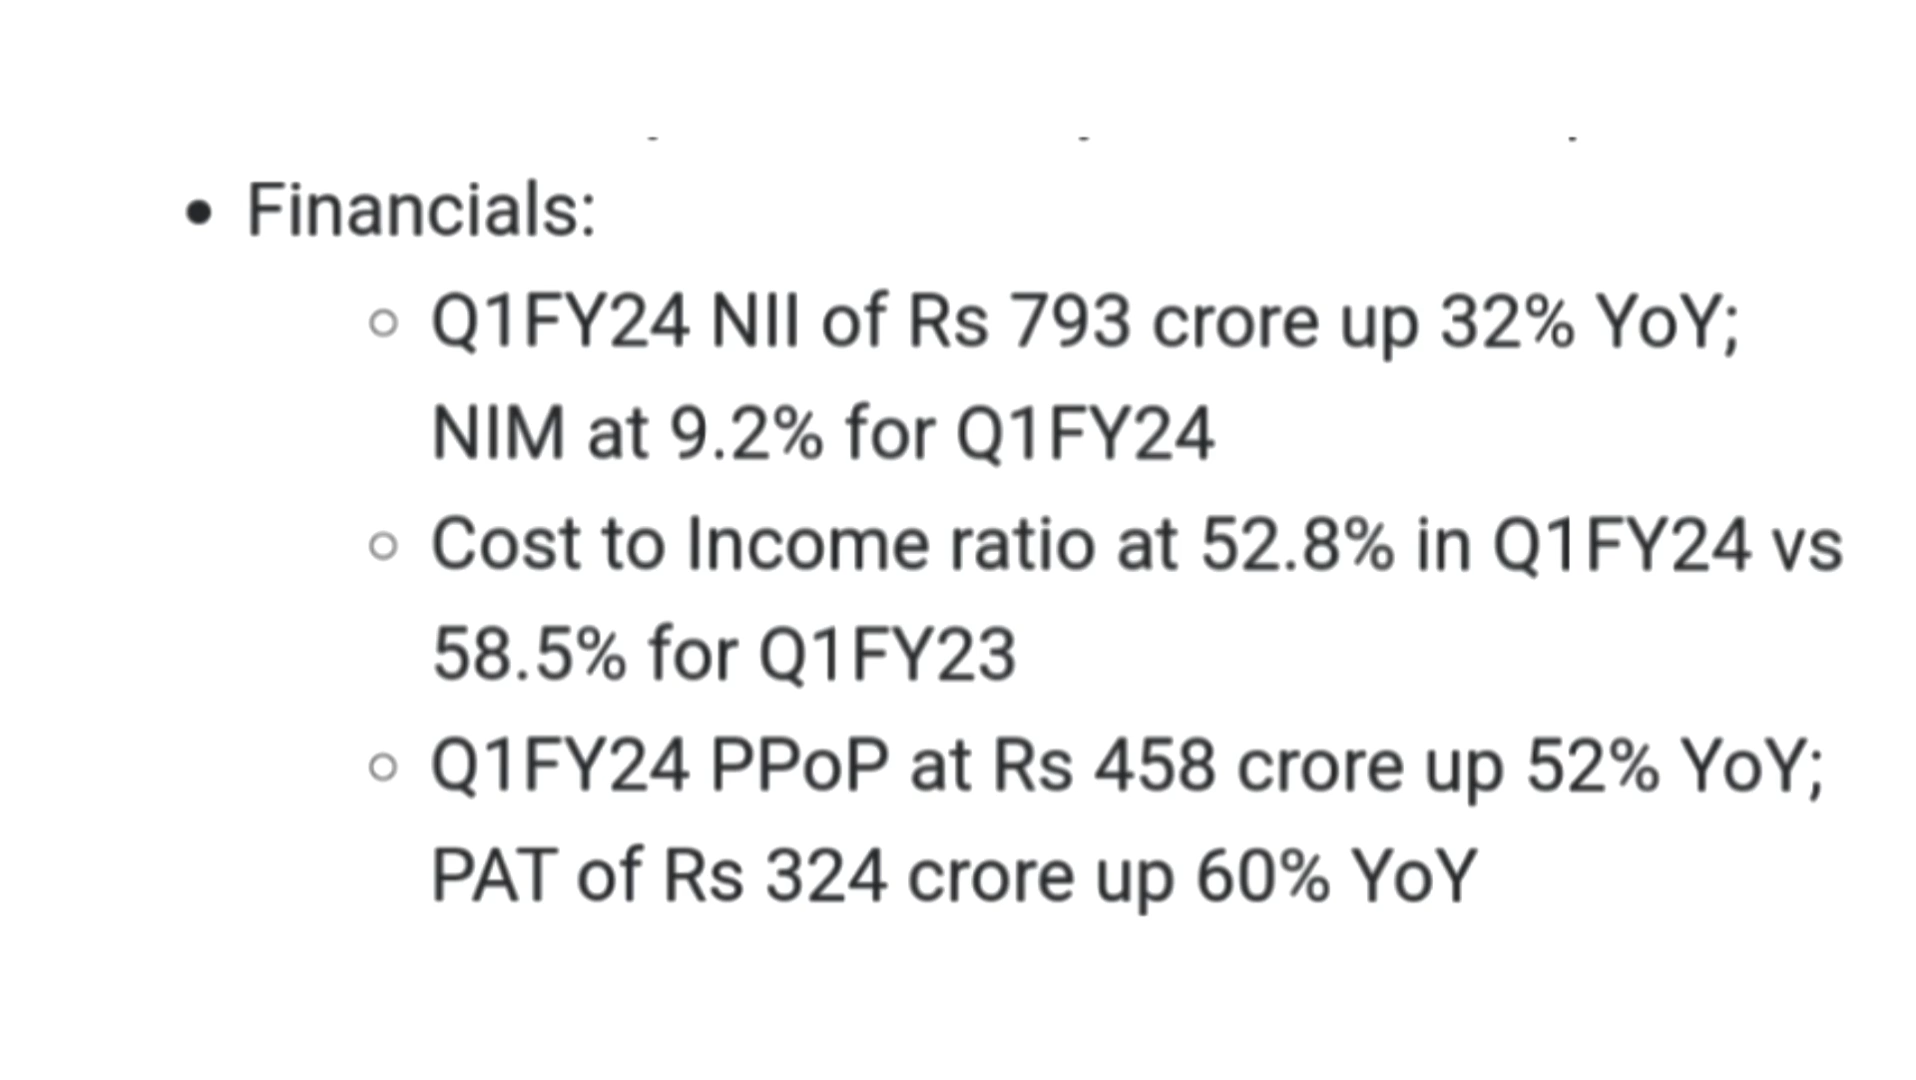 • Financials:
○ Q1FY24 NII of Rs 793 crore up 32% YoY;
NIM at 9.2% for Q1FY24
○ Cost to Income ratio at 52.8% in Q1FY24 vs
58.5% for Q1FY23
○ Q1FY24 PPoP at Rs 458 crore up 52% YoY;
PAT of Rs 324 crore up 60% YoY